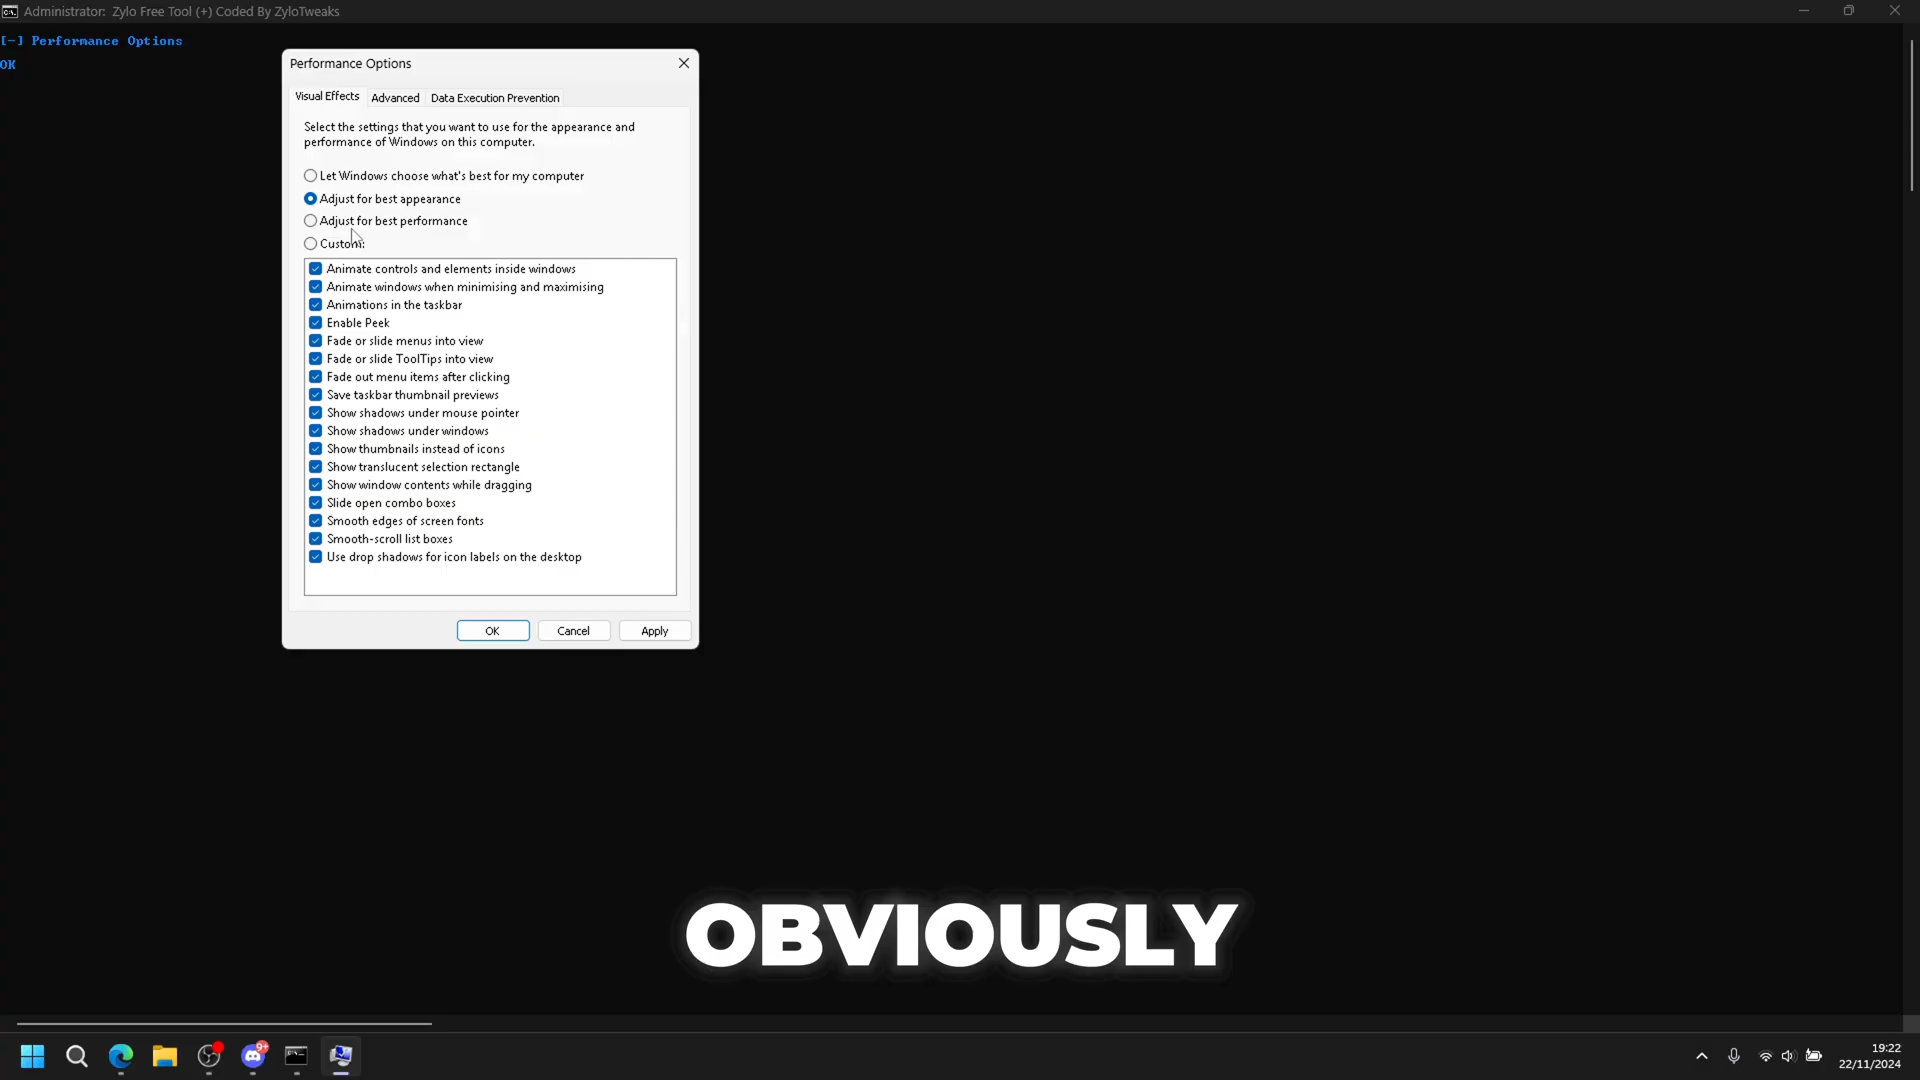 Administrator: Zylo Free Tool (+) Coded By ZyloTweaks
[-] Performance Options
OK
Performance Options
Visual Effects
Advanced
Data Execution Prevention
Select the settings that you want to use for the appearance and
performance of Windows on this computer.
Let Windows choose what's best for my computer
Adjust for best appearance
Adjust for best performance
Custom:
Animate controls and elements inside windows
Animate windows when minimising and maximising
Animations in the taskbar
Enable Peek
Fade or slide menus into view
Fade or slide ToolTips into view
Fade out menu items after clicking
Save taskbar thumbnail previews
Show shadows under mouse pointer
Show shadows under windows
Show thumbnails instead of icons
Show translucent selection rectangle
Show window contents while dragging
Slide open combo boxes
Smooth edges of screen fonts
Smooth-scroll list boxes
Use drop shadows for icon labels on the desktop
OK
Cancel
Apply
OBVIOUSLY
9+
19:22
22/11/2024